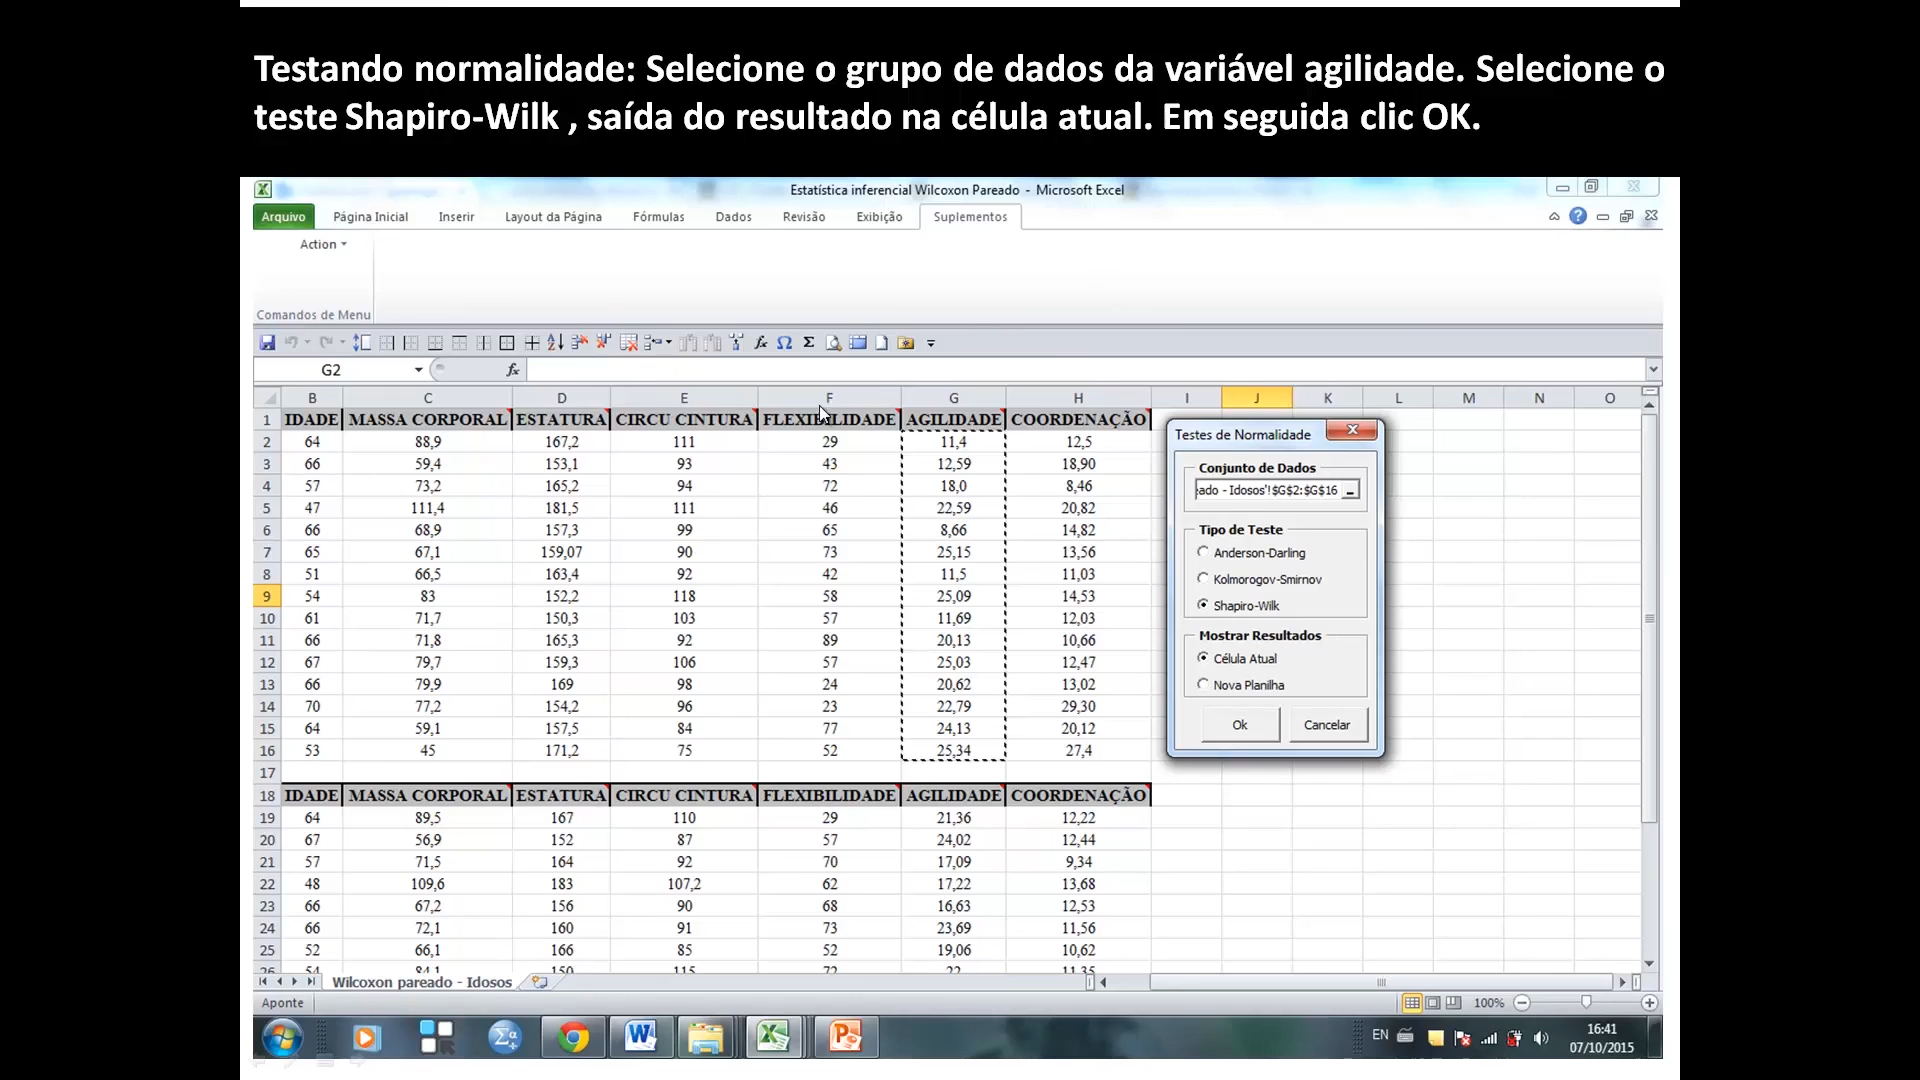 Testando normalidade: Selecione o grupo de dados da variável agilidade. Selecione o
teste Shapiro-Wilk , saída do resultado na célula atual. Em seguida clic OK.
Estatística inferencial Wilcoxon Pareado - Microsoft Excel
Arquivo Página Inicial Inserir Layout da Página Fórmulas Dados Revisão Exibição Suplementos
Action
Comandos de Menu
G2 fx
B C D E F G H I J K L M N O
1 IDADE MASSA CORPORAL ESTATURA CIRCU CINTURA FLEXIBILIDADE AGILIDADE COORDENAÇÃO
2 64 88,9 167,2 111 29 11,4 12,5
3 66 59,4 153,1 93 43 12,59 18,90
4 57 73,2 165,2 94 72 18,0 8,46
5 47 111,4 181,5 111 46 22,59 20,82
6 66 68,9 157,3 99 65 8,66 14,82
7 65 67,1 159,07 90 73 25,15 13,56
8 51 66,5 163,4 92 42 11,5 11,03
9 54 83 152,2 118 58 25,09 14,53
10 61 71,7 150,3 103 57 11,69 12,03
11 66 71,8 165,3 92 89 20,13 10,66
12 67 79,7 159,3 106 57 25,03 12,47
13 66 79,9 169 98 24 20,62 13,02
14 70 77,2 154,2 96 23 22,79 29,30
15 64 59,1 157,5 84 77 24,13 20,12
16 53 45 171,2 75 52 25,34 27,4
17
18 IDADE MASSA CORPORAL ESTATURA CIRCU CINTURA FLEXIBILIDADE AGILIDADE COORDENAÇÃO
19 64 89,5 167 110 29 21,36 12,22
20 67 56,9 152 87 57 24,02 12,44
21 57 71,5 164 92 70 17,09 9,34
22 48 109,6 183 107,2 62 17,22 13,68
23 66 67,2 156 90 68 16,63 12,53
24 66 72,1 160 91 73 23,69 11,56
25 52 66,1 166 85 52 19,06 10,62
26 54 84,1 150 115 72 22 11,35
Testes de Normalidade
Conjunto de Dados
ado - Idosos'!$G$2:$G$16
Tipo de Teste
Anderson-Darling
Kolmorogov-Smirnov
Shapiro-Wilk
Mostrar Resultados
Célula Atual
Nova Planilha
Ok Cancelar
Wilcoxon pareado - Idosos
Aponte 100%
EN 16:41
07/10/2015